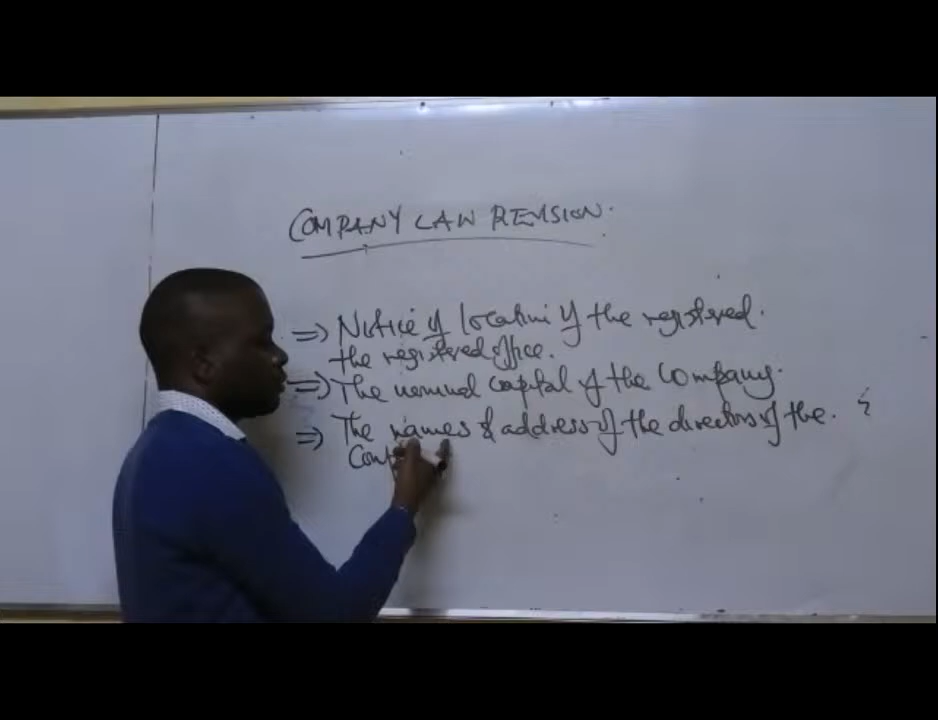 COMPANY LAW REVISION.
=> Notice of location of the registered.
the registered office.
=> The nominal capital of the company.
=> The names & address of the directors of the.
Com